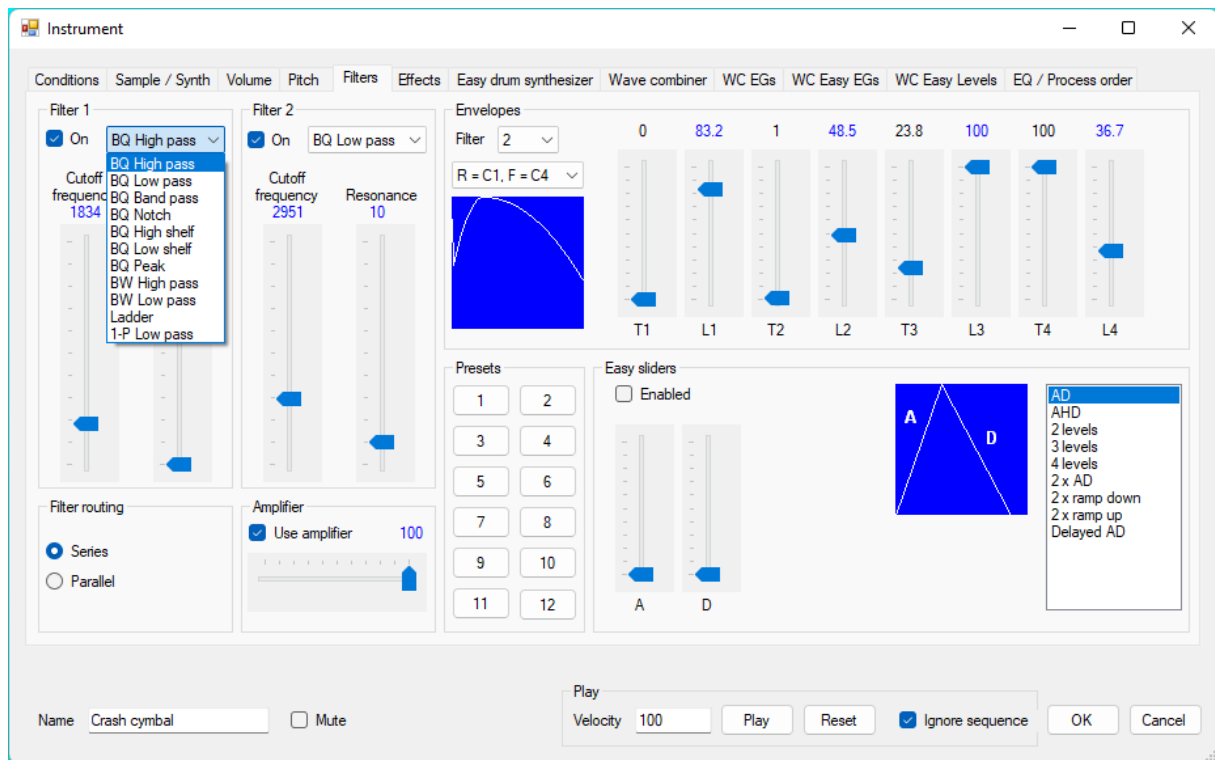 Instrument
Conditions Sample / Synth Volume Pitch Filters Effects Easy drum synthesizer Wave combiner WC EGs WC Easy EGs WC Easy Levels EQ / Process order
Filter 1
On BQ High pass
BQ High pass
BQ Low pass
BQ Band pass
BQ Notch
BQ High shelf
BQ Low shelf
BQ Peak
BW High pass
BW Low pass
Ladder
1-P Low pass
Cutoff
1834
Filter 2
On BQ Low pass
Cutoff
frequency Resonance
2951 10
Envelopes
Filter 2
R = C1, F = C4
0 83.2 1 48.5 23.8 100 100 36.7
T1 L1 T2 L2 T3 L3 T4 L4
Filter routing
Series
Parallel
Amplifier
Use amplifier 100
Presets
1 2
3 4
5 6
7 8
9 10
11 12
Easy sliders
Enabled
A D
A
D
AD
AHD
2 levels
3 levels
4 levels
2 x AD
2 x ramp down
2 x ramp up
Delayed AD
Name Crash cymbal Mute
Play
Velocity 100 Play Reset Ignore sequence
OK Cancel